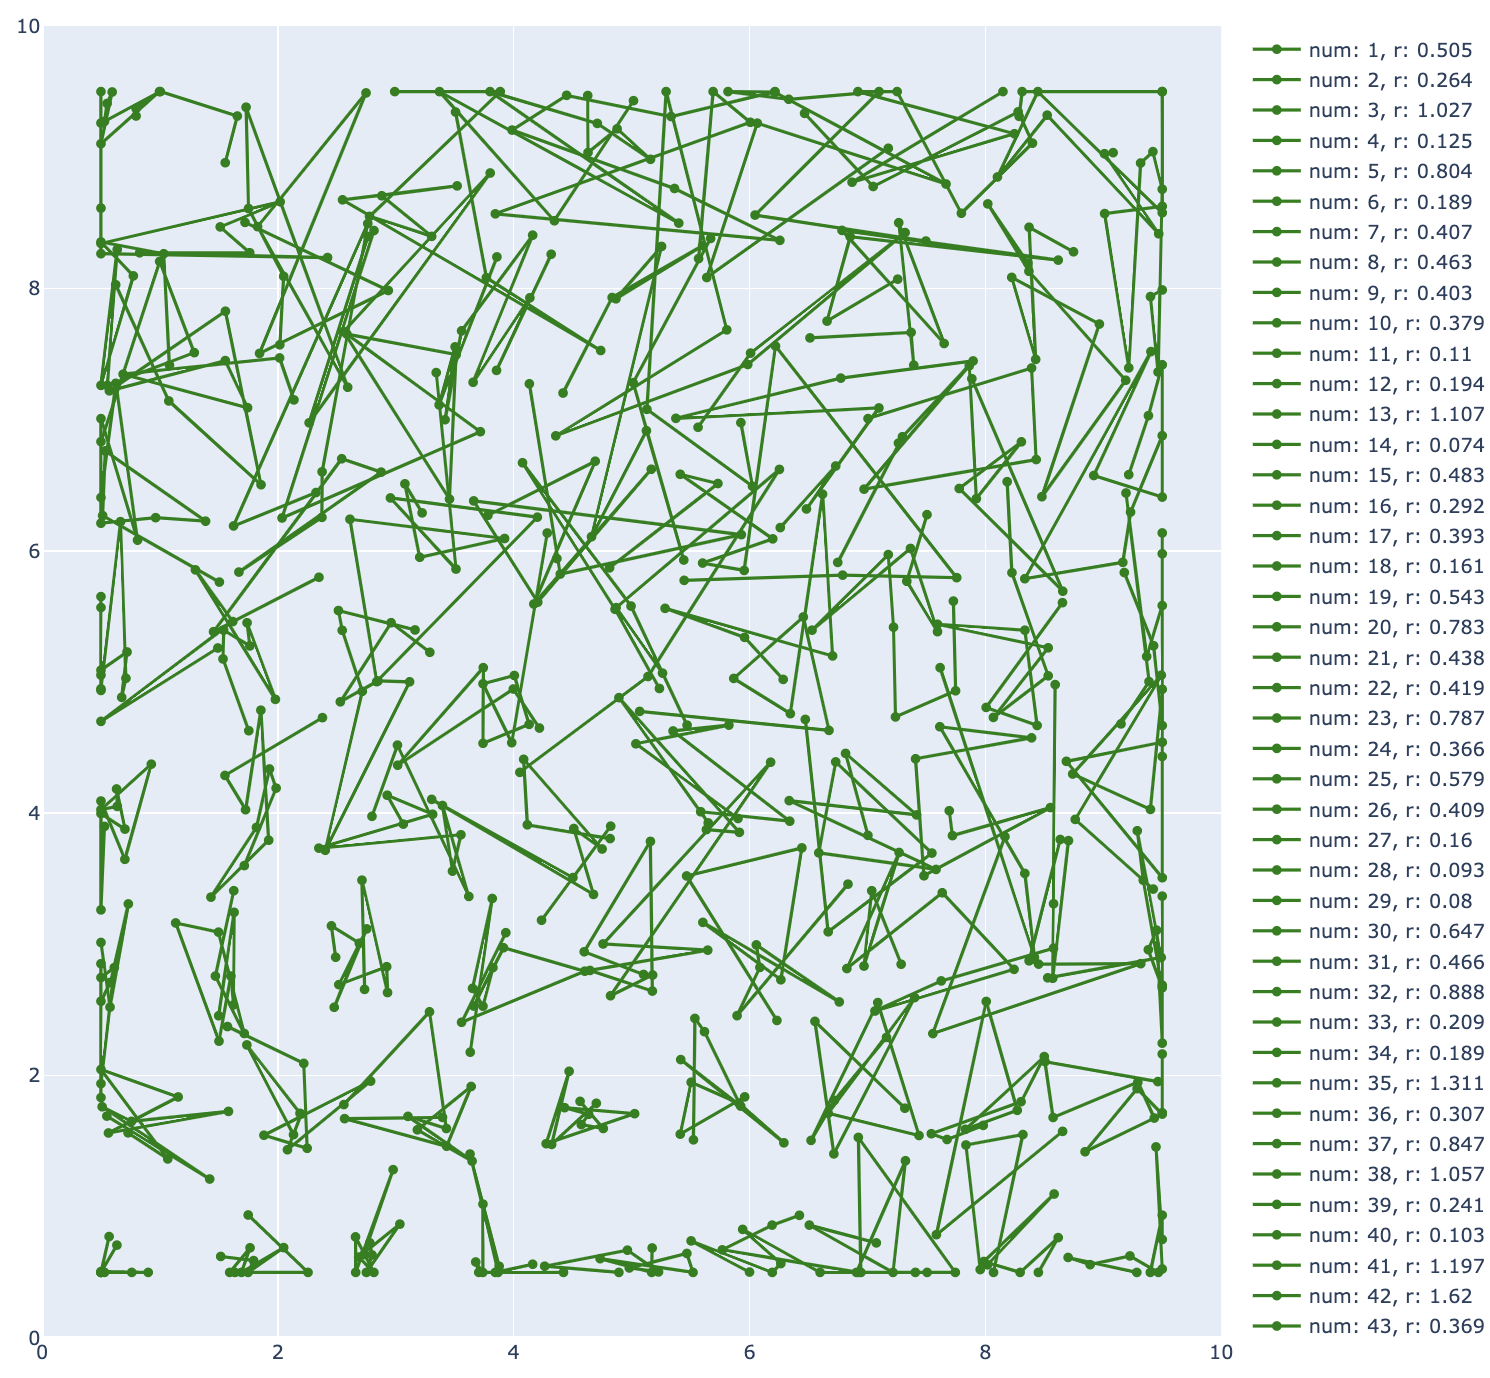 10
8
6
4
2
0
0 2 4 6 8 10
num: 1, r: 0.505
num: 2, r: 0.264
num: 3, r: 1.027
num: 4, r: 0.125
num: 5, r: 0.804
num: 6, r: 0.189
num: 7, r: 0.407
num: 8, r: 0.463
num: 9, r: 0.403
num: 10, r: 0.379
num: 11, r: 0.11
num: 12, r: 0.194
num: 13, r: 1.107
num: 14, r: 0.074
num: 15, r: 0.483
num: 16, r: 0.292
num: 17, r: 0.393
num: 18, r: 0.161
num: 19, r: 0.543
num: 20, r: 0.783
num: 21, r: 0.438
num: 22, r: 0.419
num: 23, r: 0.787
num: 24, r: 0.366
num: 25, r: 0.579
num: 26, r: 0.409
num: 27, r: 0.16
num: 28, r: 0.093
num: 29, r: 0.08
num: 30, r: 0.647
num: 31, r: 0.466
num: 32, r: 0.888
num: 33, r: 0.209
num: 34, r: 0.189
num: 35, r: 1.311
num: 36, r: 0.307
num: 37, r: 0.847
num: 38, r: 1.057
num: 39, r: 0.241
num: 40, r: 0.103
num: 41, r: 1.197
num: 42, r: 1.62
num: 43, r: 0.369